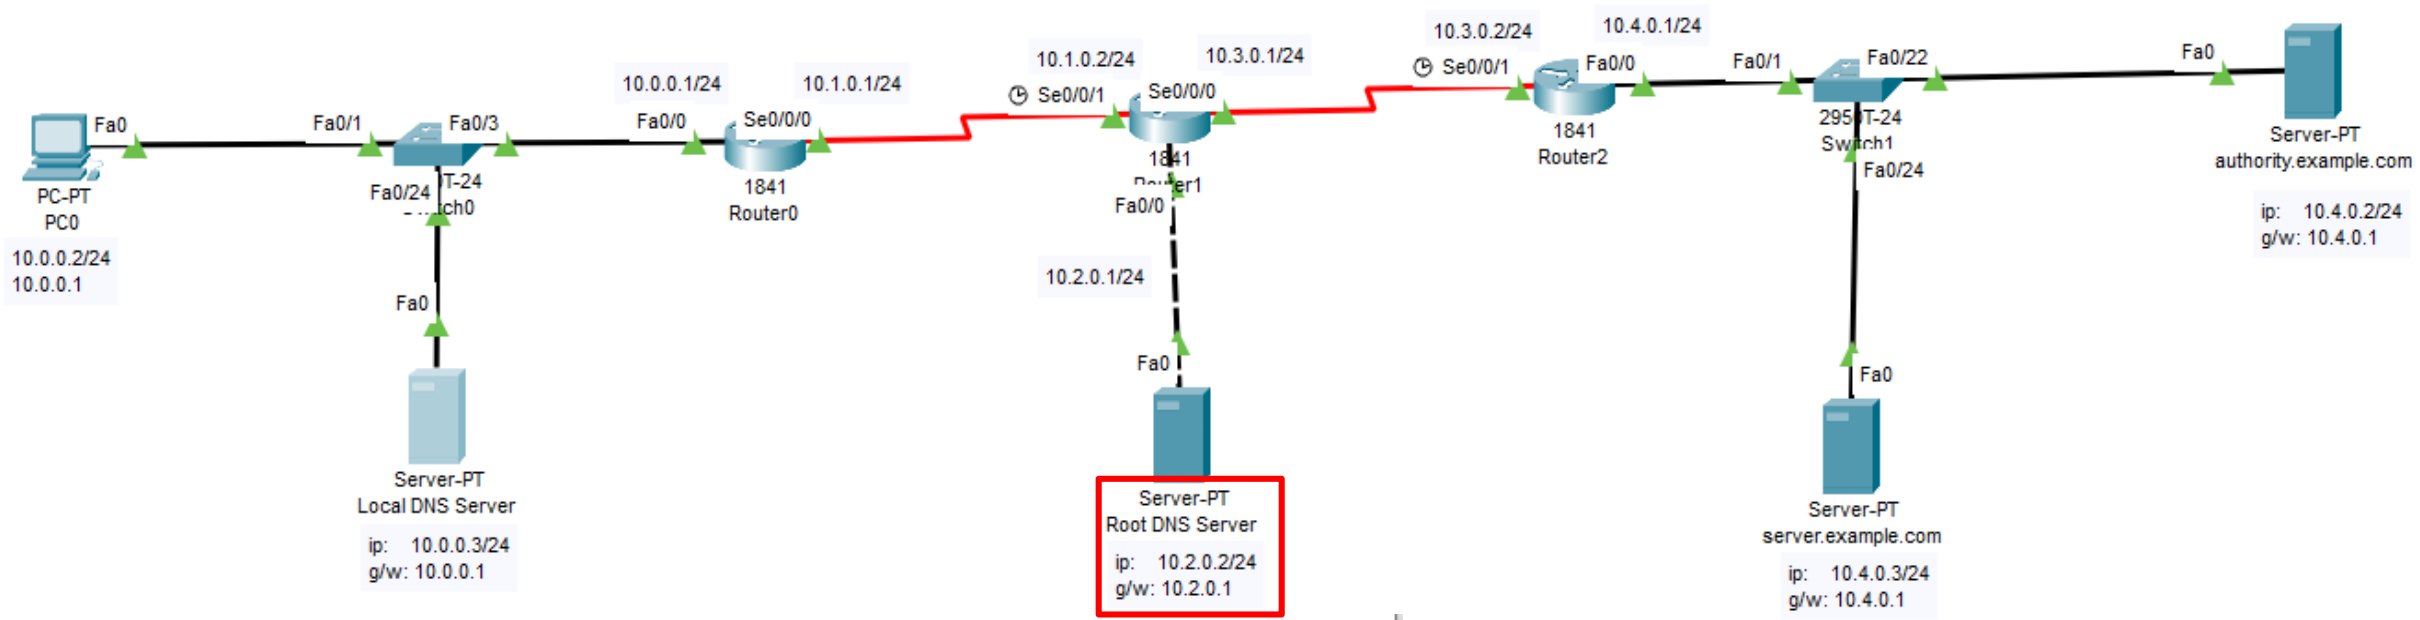 PC-PT
PC0
10.0.0.2/24
10.0.0.1
Fa0
Fa0/1
Fa0/3
T-24
ch0
Fa0/24
Fa0
Server-PT
Local DNS Server
ip: 10.0.0.3/24
g/w: 10.0.0.1
10.0.0.1/24
10.1.0.1/24
Fa0/0
Se0/0/0
1841
Router0
10.1.0.2/24
10.3.0.1/24
Se0/0/1
Se0/0/0
1841
Router1
Fa0/0
10.2.0.1/24
Fa0
Server-PT
Root DNS Server
ip: 10.2.0.2/24
g/w: 10.2.0.1
10.3.0.2/24
10.4.0.1/24
Se0/0/1
Fa0/0
1841
Router2
Fa0/1
Fa0/22
2950T-24
Switch1
Fa0/24
Fa0
Server-PT
server.example.com
ip: 10.4.0.3/24
g/w: 10.4.0.1
Fa0
Server-PT
authority.example.com
ip: 10.4.0.2/24
g/w: 10.4.0.1